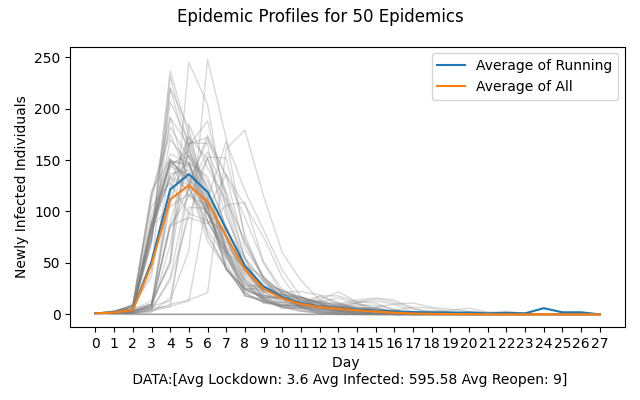 Epidemic Profiles for 50 Epidemics
250
200
150
100
50
0
Newly Infected Individuals
Average of Running
Average of All
0 1 2 3 4 5 6 7 8 9 10 11 12 13 14 15 16 17 18 19 20 21 22 23 24 25 26 27
Day
DATA:[Avg Lockdown: 3.6 Avg Infected: 595.58 Avg Reopen: 9]